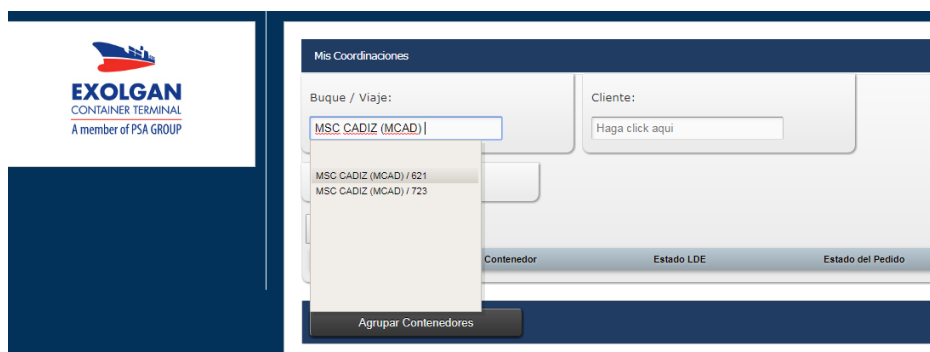 EXOLGAN
CONTAINER TERMINAL
A member of PSA GROUP
Mis Coordinaciones
Buque / Viaje:
Cliente:
MSC CADIZ (MCAD)
Haga click aqui
MSC CADIZ (MCAD) / 621
MSC CADIZ (MCAD) / 723
Contenedor
Estado LDE
Estado del Pedido
Agrupar Contenedores